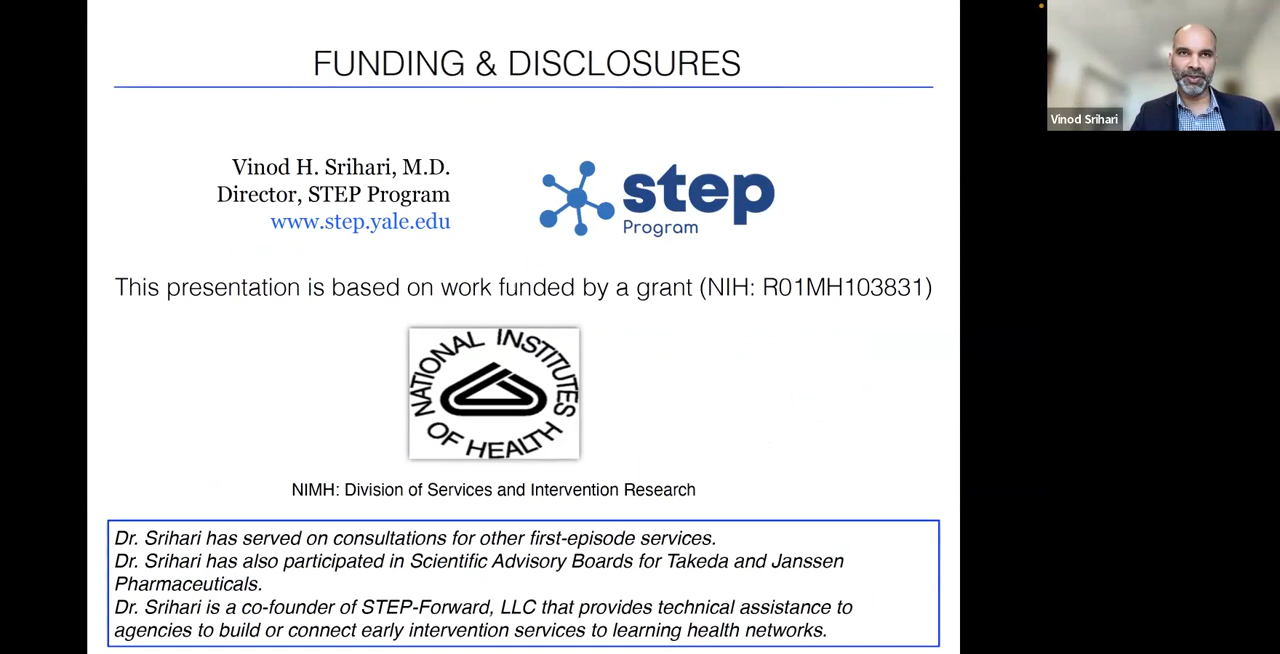 FUNDING & DISCLOSURES
Vinod Srihari
Vinod H. Srihari, M.D.
Director, STEP Program
www.step.yale.edu
step
Program
This presentation is based on work funded by a grant (NIH: R01MH103831)
NATIONAL INSTITUTES
OF HEALTH
NIMH: Division of Services and Intervention Research
Dr. Srihari has served on consultations for other first-episode services.
Dr. Srihari has also participated in Scientific Advisory Boards for Takeda and Janssen
Pharmaceuticals.
Dr. Srihari is a co-founder of STEP-Forward, LLC that provides technical assistance to
agencies to build or connect early intervention services to learning health networks.